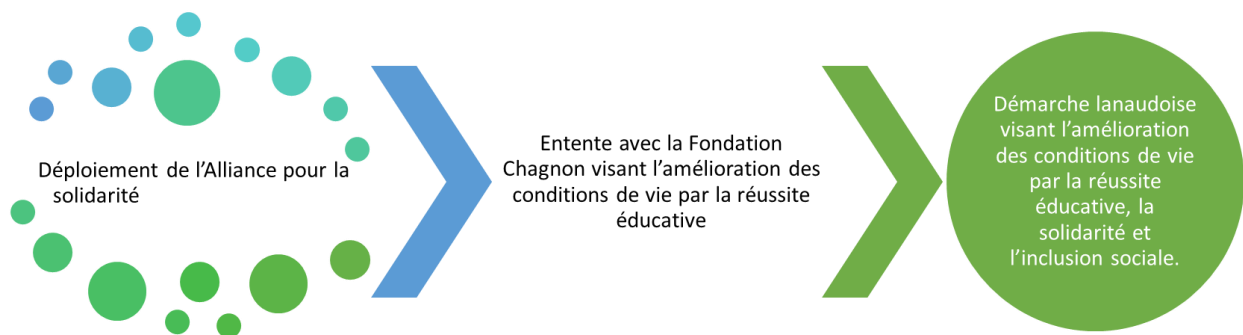 Déploiement de l'Alliance pour la
solidarité
Entente avec la Fondation
Chagnon visant l'amélioration des
conditions de vie par la réussite
éducative
Démarche lanaudoise
visant l'amélioration
des conditions de vie
par la réussite
éducative, la
solidarité et
l'inclusion sociale.